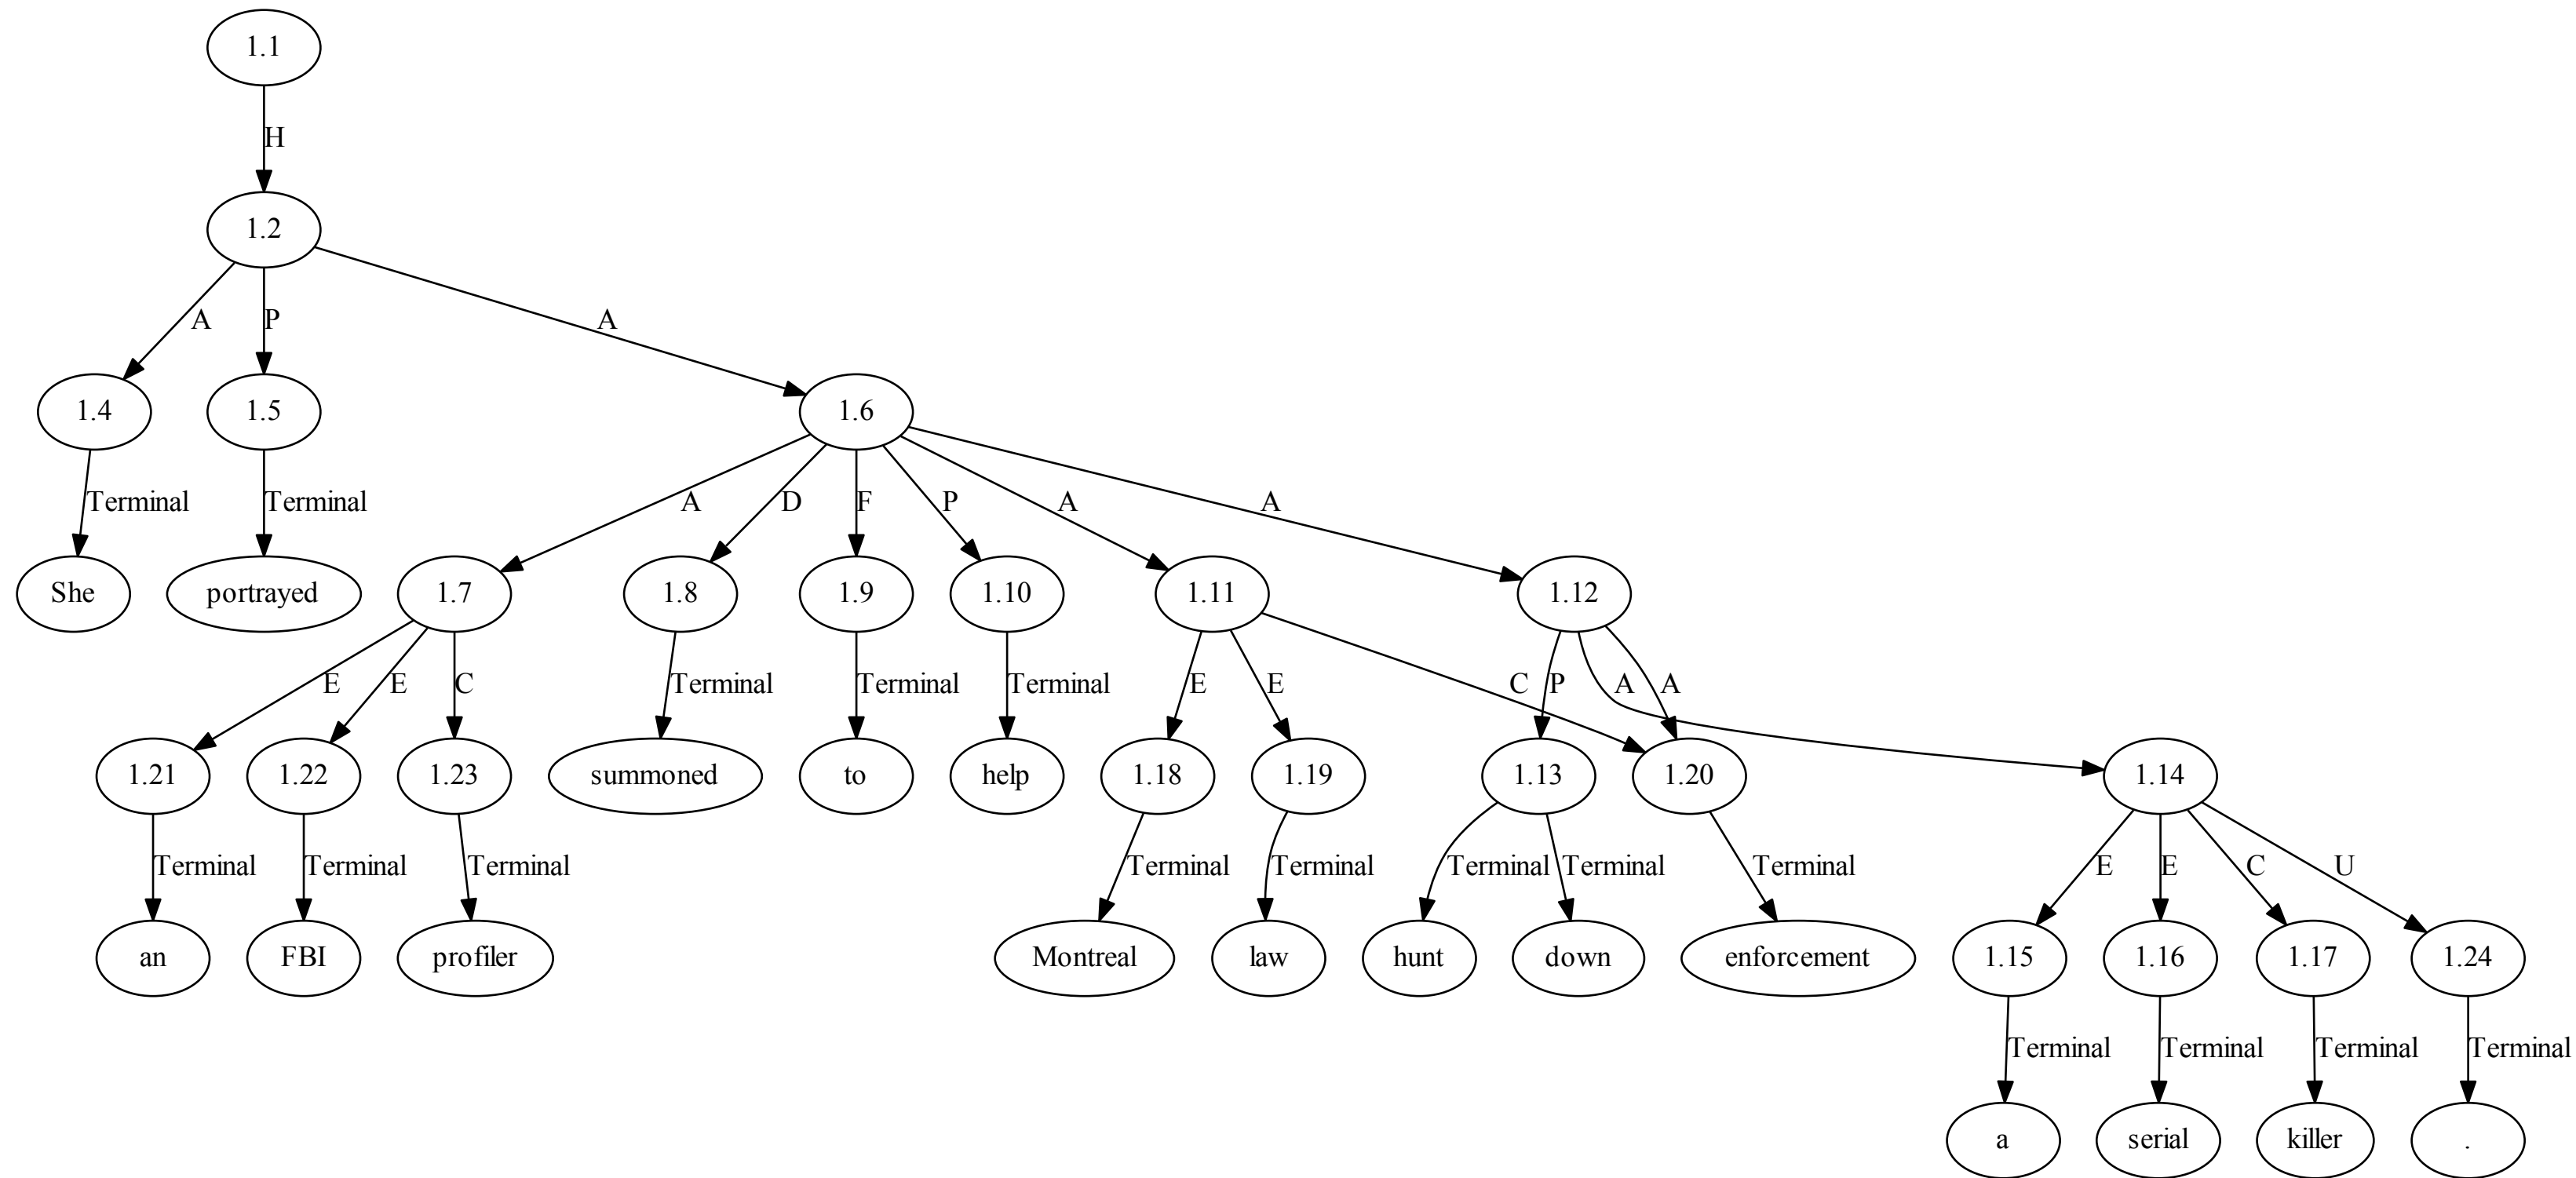 1.1
H
1.2
A P A
1.4 1.5 1.6
Terminal Terminal A D F P A A
She portrayed 1.7 1.8 1.9 1.10 1.11 1.12
E E C Terminal Terminal Terminal E E C P A A
1.21 1.22 1.23 summoned to help 1.18 1.19 1.13 1.20 1.14
Terminal Terminal Terminal Terminal Terminal Terminal Terminal Terminal E E C U
an FBI profiler Montreal law hunt down enforcement 1.15 1.16 1.17 1.24
Terminal Terminal Terminal Terminal
a serial killer .